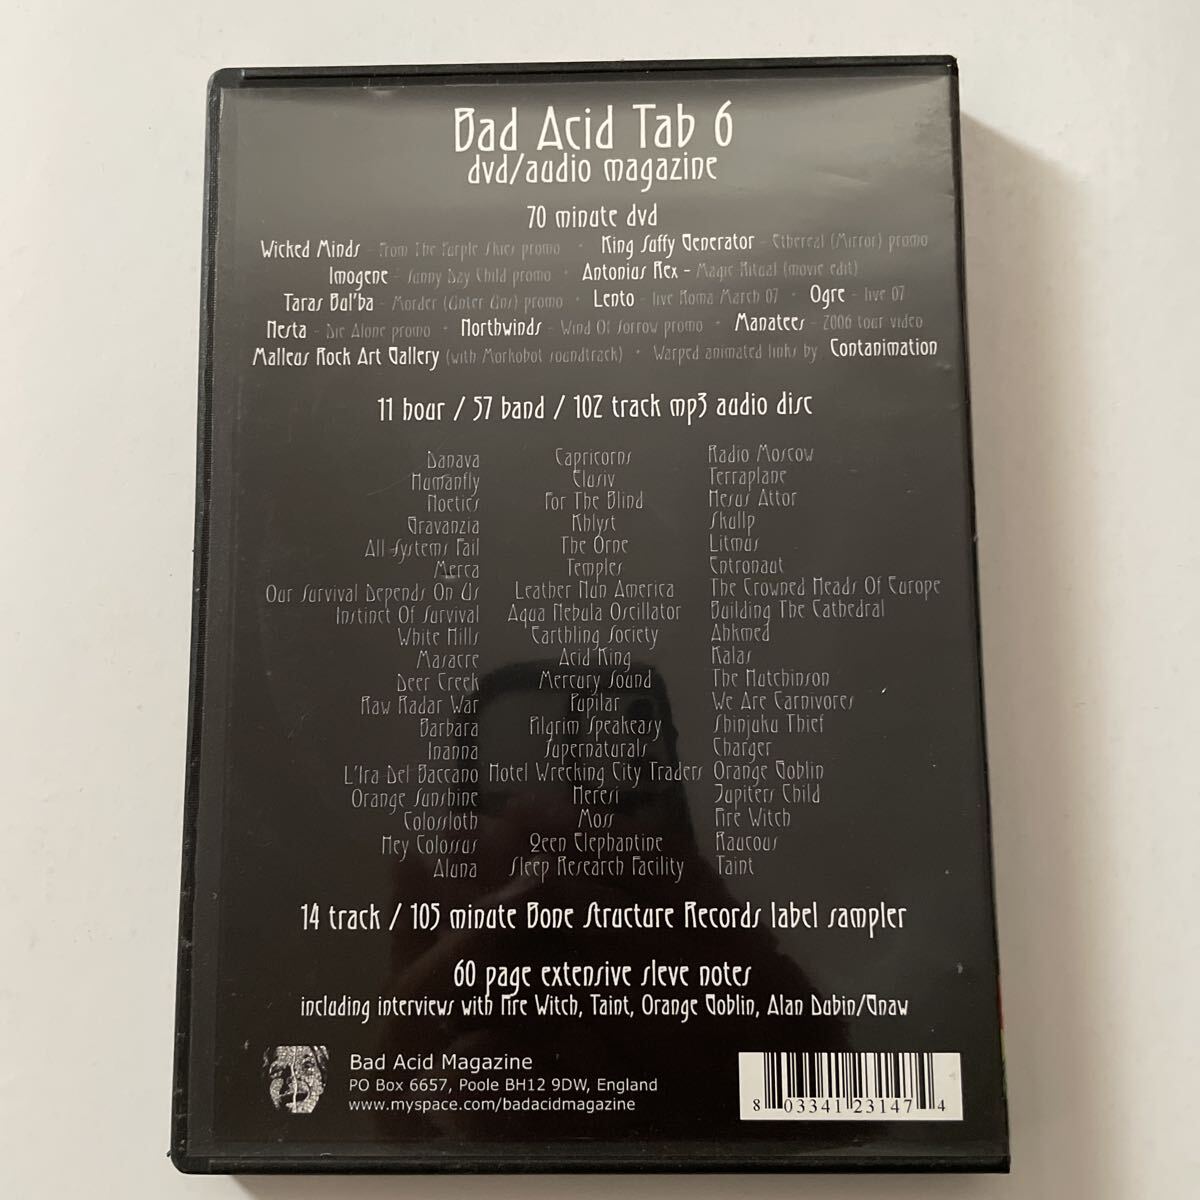 Bad Acid Tab 6
dvd/audio magazine
70 minute dvd
Wicked Minds - From The Purple Skies promo • King Suffy Generator - Ethereal (Mirror) promo
Imogene - Sunny Day Child promo • Antonius Rex - Magic Ritual (movie edit)
Taras Bul'ba - Morder (Unter Uns) promo • Lento - live Roma March 07 • Ogre - live 07
Nesta - Die Alone promo • Northwinds - Wind Of Sorrow promo • Manatees - 2006 tour video
Malleus Rock Art Gallery (with Morkobot soundtrack) • Warped animated links by Contanimation
11 hour / 57 band / 102 track mp3 audio disc
Danava Capricorns Radio Moscow
Humanfly Elusiv Terraplane
Noetics For The Blind Hesus Attor
Gravanzia Khlyst Skullp
All Systems Fail The Orne Litmus
Merca Temples Entronaut
Our Survival Depends On Us Leather Nun America The Crowned Heads Of Europe
Instinct Of Survival Aqua Nebula Oscillator Building The Cathedral
White Hills Earthling Society Abkmed
Masacre Acid King Kalas
Deer Creek Mercury Sound The Hutchinson
Raw Radar War Pupilar We Are Carnivores
Barbara Pilgrim Speakeasy Shinjuku Thief
Inanna Supernaturals Charger
L'Ira Del Baccano Hotel Wrecking City Traders Orange Goblin
Orange Sunshine Heresi Jupiters Child
Colossloth Moss Fire Witch
Hey Colossus Qeen Elephantine Raucous
Aluna Sleep Research Facility Taint
14 track / 105 minute Bone Structure Records label sampler
60 page extensive sleve notes
including interviews with Fire Witch, Taint, Orange Goblin, Alan Dubin/Gnaw
Bad Acid Magazine
PO Box 6657, Poole BH12 9DW, England
www.myspace.com/badacidmagazine
8 03341 23147 4